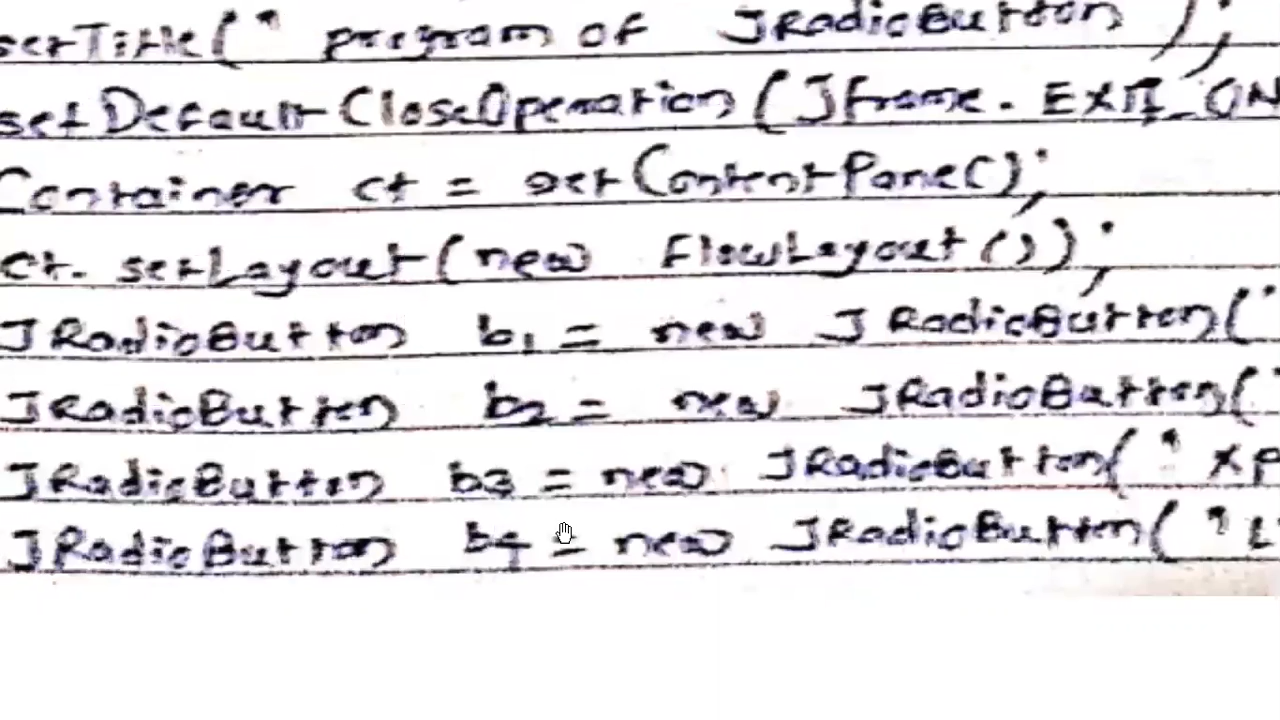 setTitle(" program of JRadioButton");
setDefaultCloseOperation (JFrame. EXIT_ON
Container ct = getContentPane();
ct. setLayout (new FlowLayout ());
JRadioButton b1 = new JRadioButton("
JRadioButton b2 = new JRadioButton("
JRadioButton b3 = new JRadioButton( " XP
JRadioButton b4 = new JRadioButton( " L